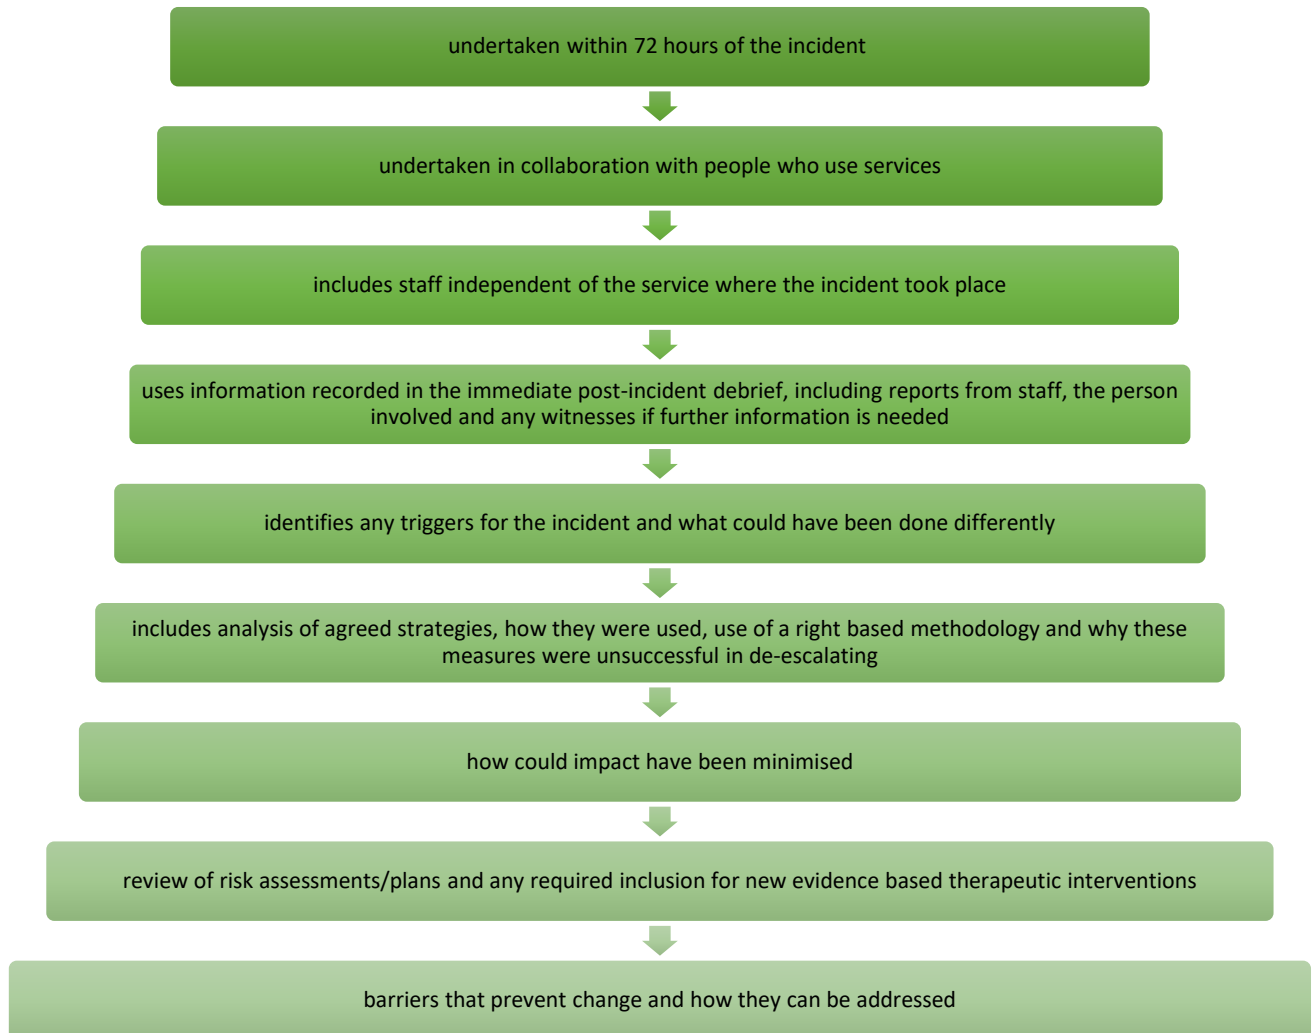 undertaken within 72 hours of the incident
undertaken in collaboration with people who use services
includes staff independent of the service where the incident took place
uses information recorded in the immediate post-incident debrief, including reports from staff, the person
involved and any witnesses if further information is needed
identifies any triggers for the incident and what could have been done differently
includes analysis of agreed strategies, how they were used, use of a right based methodology and why these
measures were unsuccessful in de-escalating
how could impact have been minimised
review of risk assessments/plans and any required inclusion for new evidence based therapeutic interventions
barriers that prevent change and how they can be addressed